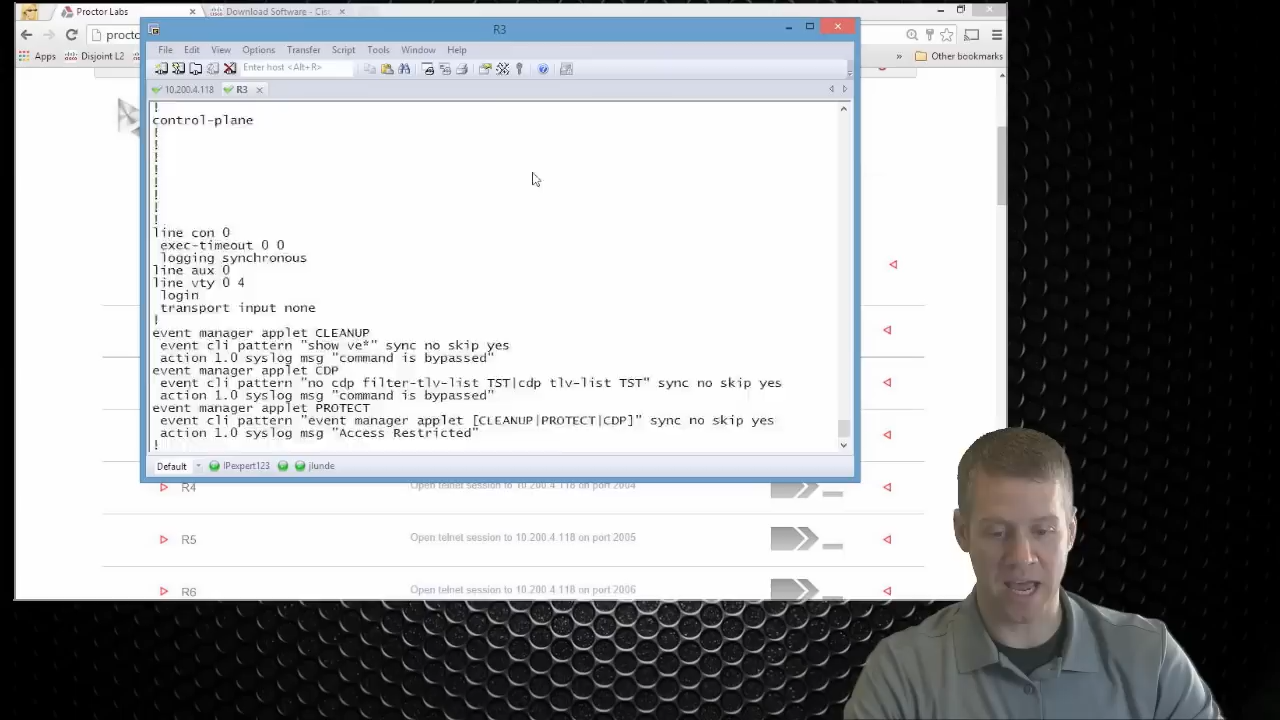 Proctor Labs
Download Software - Cisc
procto
Apps
Disjoint L2
Other bookmarks
R3
File Edit View Options Transfer Script Tools Window Help
Enter host <Alt+R>
10.200.4.118
R3
!
control-plane
!
!
!
!
!
!
!
!
line con 0
exec-timeout 0 0
logging synchronous
line aux 0
line vty 0 4
login
transport input none
!
event manager applet CLEANUP
event cli pattern "show ve*" sync no skip yes
action 1.0 syslog msg "command is bypassed"
event manager applet CDP
event cli pattern "no cdp filter-tlv-list TST|cdp tlv-list TST" sync no skip yes
action 1.0 syslog msg "command is bypassed"
event manager applet PROTECT
event cli pattern "event manager applet [CLEANUP|PROTECT|CDP]" sync no skip yes
action 1.0 syslog msg "Access Restricted"
!
Default IPexpert123 jlunde
R4 Open telnet session to 10.200.4.118 on port 2004
R5 Open telnet session to 10.200.4.118 on port 2005
R6 Open telnet session to 10.200.4.118 on port 2006